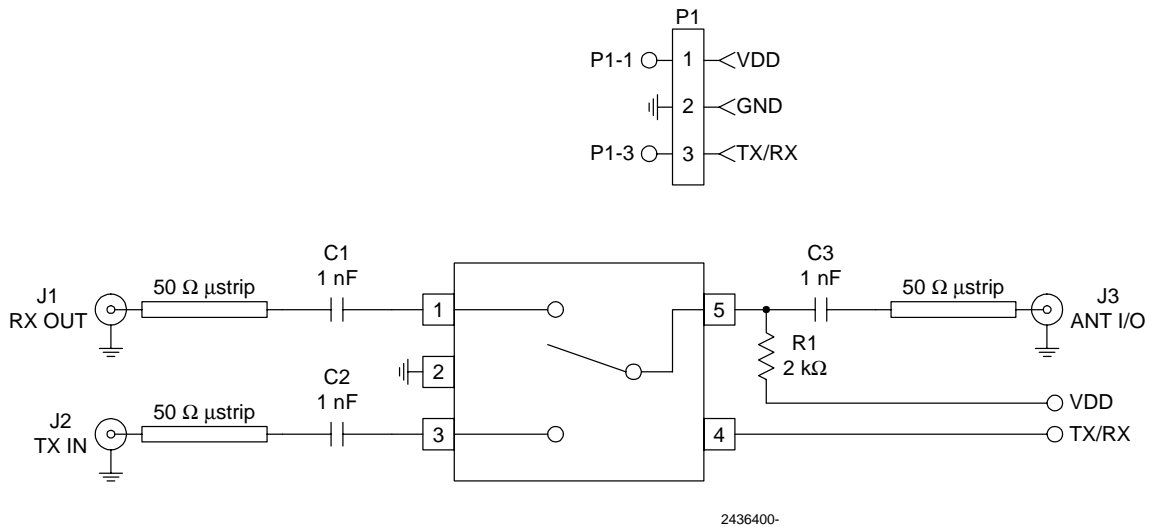 P1
P1-1 1 VDD
2 GND
P1-3 3 TX/RX
C1
1 nF
C3
1 nF
50 Ω μstrip
50 Ω μstrip
J1
RX OUT
1
5
J3
ANT I/O
R1
2 kΩ
2
C2
1 nF
50 Ω μstrip
VDD
J2
TX IN
3
4
TX/RX
2436400-